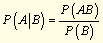 P(A|B) = P(AB) / P(B)